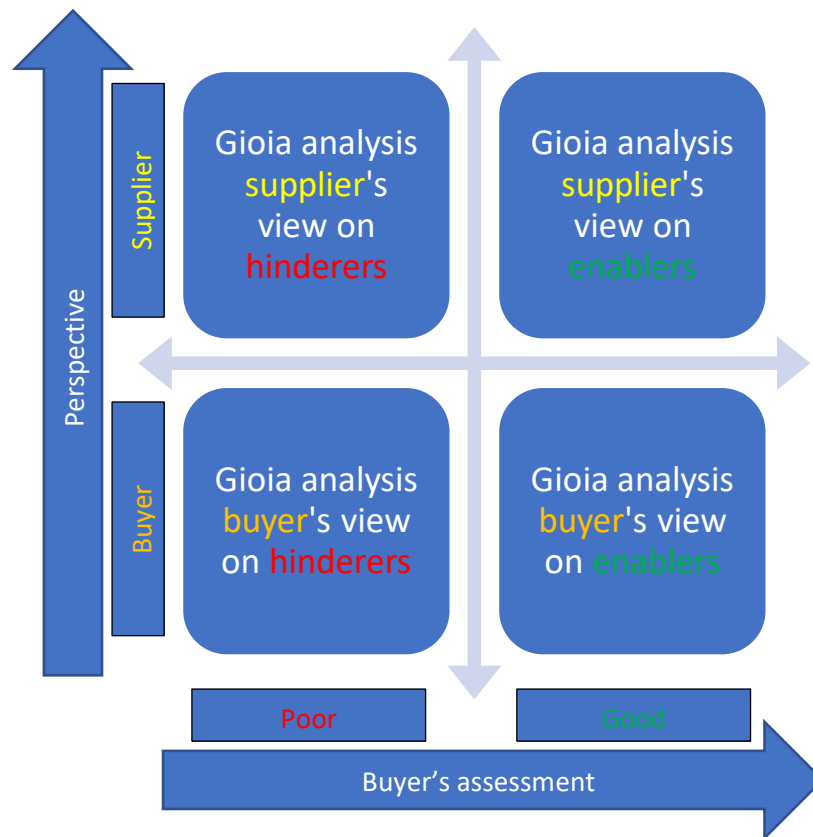 Perspective
Supplier
Gioia analysis
supplier's
view on
hinderers
Gioia analysis
supplier's
view on
enablers
Buyer
Gioia analysis
buyer's view
on hinderers
Gioia analysis
buyer's view
on enablers
Poor
Good
Buyer’s assessment